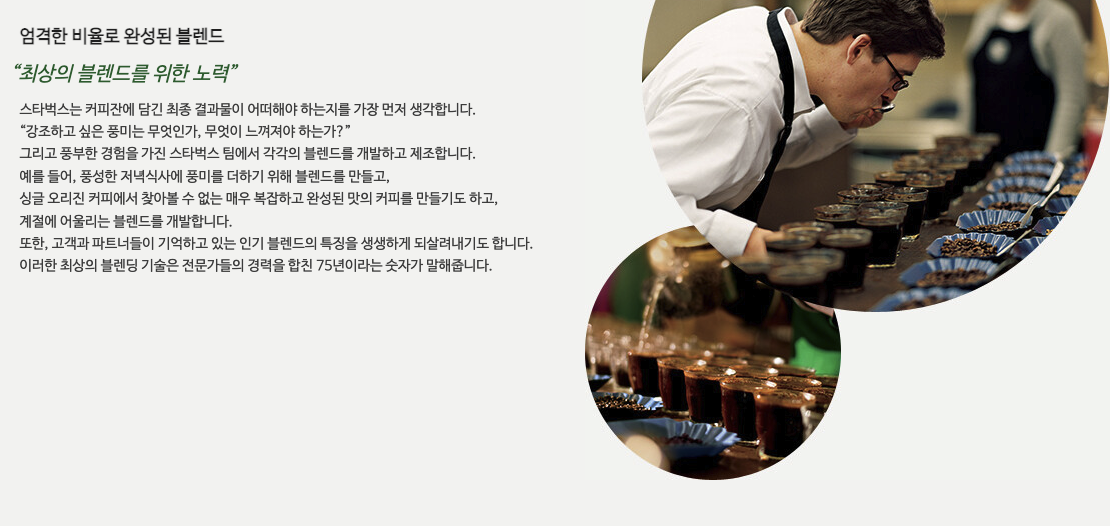 엄격한 비율로 완성된 블렌드
“최상의 블렌드를 위한 노력”
스타벅스는 커피잔에 담긴 최종 결과물이 어떠해야 하는지를 가장 먼저 생각합니다.
“강조하고 싶은 풍미는 무엇인가, 무엇이 느껴져야 하는가?”
그리고 풍부한 경험을 가진 스타벅스 팀에서 각각의 블렌드를 개발하고 제조합니다.
예를 들어, 풍성한 저녁식사에 풍미를 더하기 위해 블렌드를 만들고,
싱글 오리진 커피에서 찾아볼 수 없는 매우 복잡하고 완성된 맛의 커피를 만들기도 하고,
계절에 어울리는 블렌드를 개발합니다.
또한, 고객과 파트너들이 기억하고 있는 인기 블렌드의 특징을 생생하게 되살려내기도 합니다.
이러한 최상의 블렌딩 기술은 전문가들의 경력을 합친 75년이라는 숫자가 말해줍니다.